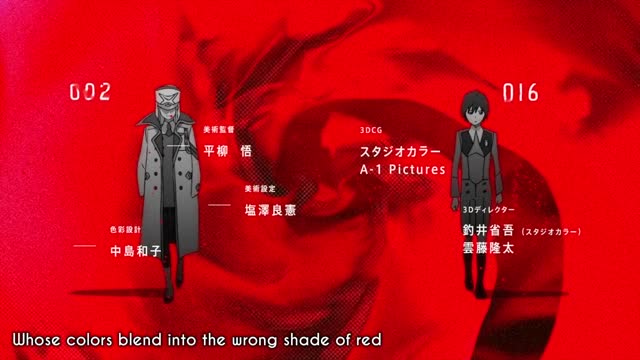 002
016
美術監督
平柳 悟
美術設定
塩澤良憲
色彩設計
中島和子
3DCG
スタジオカラー
A-1 Pictures
3Dディレクター
釣井省吾 (スタジオカラー)
雲藤隆太
Whose colors blend into the wrong shade of red